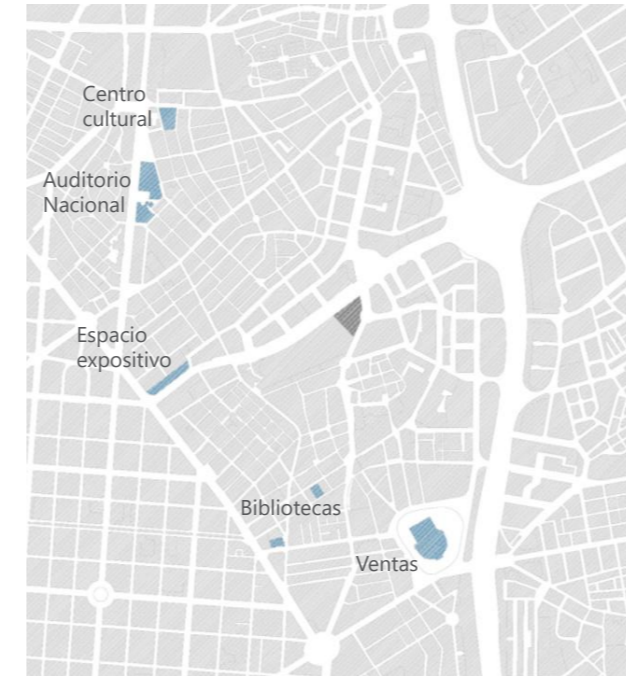 Centro
cultural
Auditorio
Nacional
Espacio
expositivo
Bibliotecas
Ventas